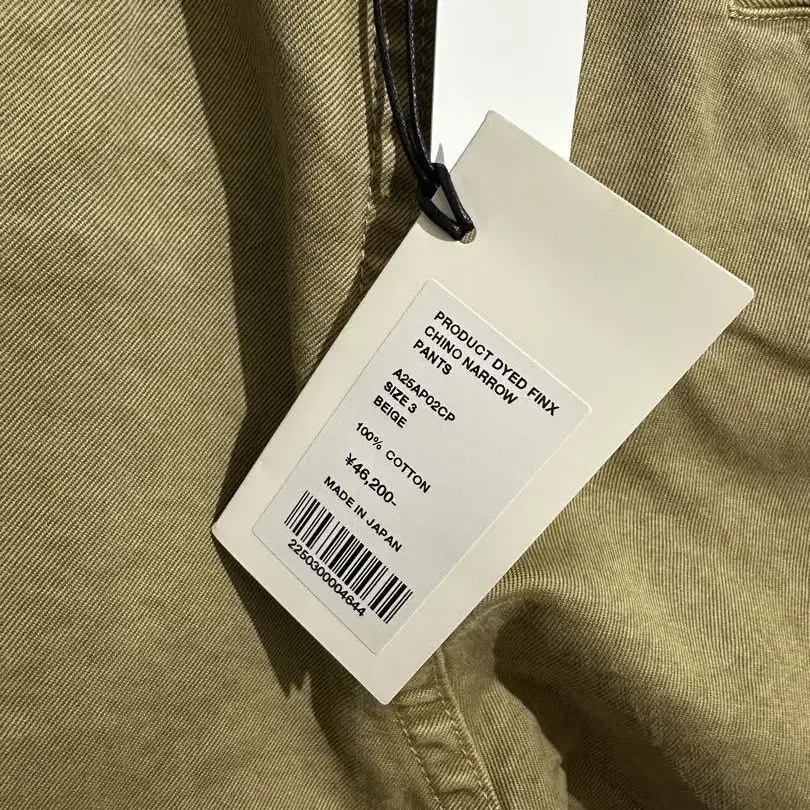 PRODUCT DYED FINX
CHINO NARROW
PANTS
A25AP02CP
SIZE 3
BEIGE
100% COTTON
¥46,200-
MADE IN JAPAN
2250300004644